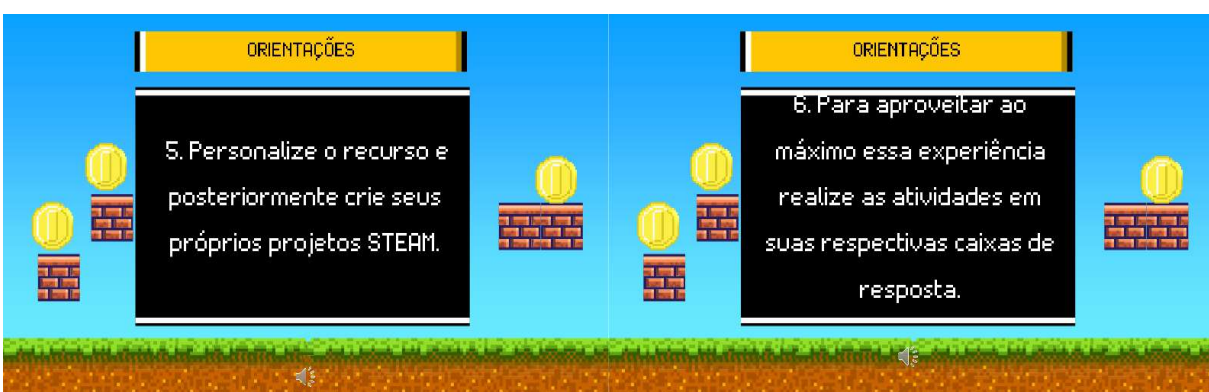 ORIENTAÇÕES
5. Personalize o recurso e
posteriormente crie seus
próprios projetos STEAM.
ORIENTAÇÕES
6. Para aproveitar ao
máximo essa experiência
realize as atividades em
suas respectivas caixas de
resposta.